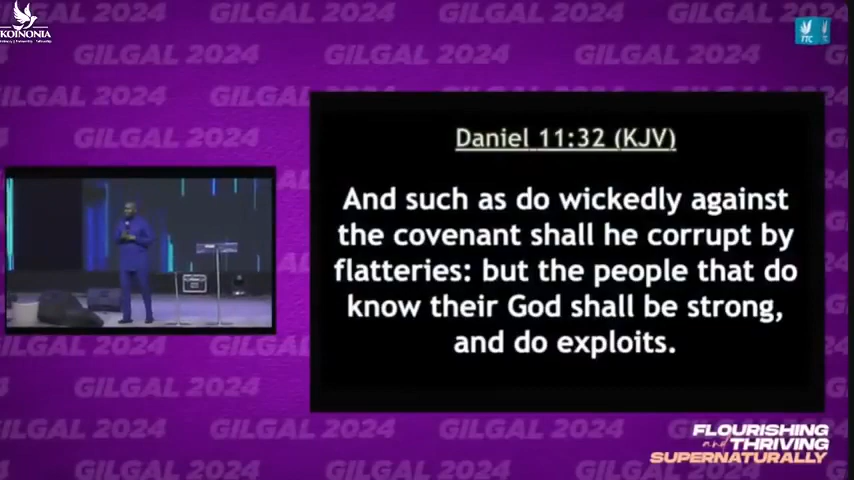 KOINONIA
ITC
GILGAL 2024
Daniel 11:32 (KJV)
And such as do wickedly against
the covenant shall he corrupt by
flatteries: but the people that do
know their God shall be strong,
and do exploits.
FLOURISHING
and THRIVING
SUPERNATURALLY